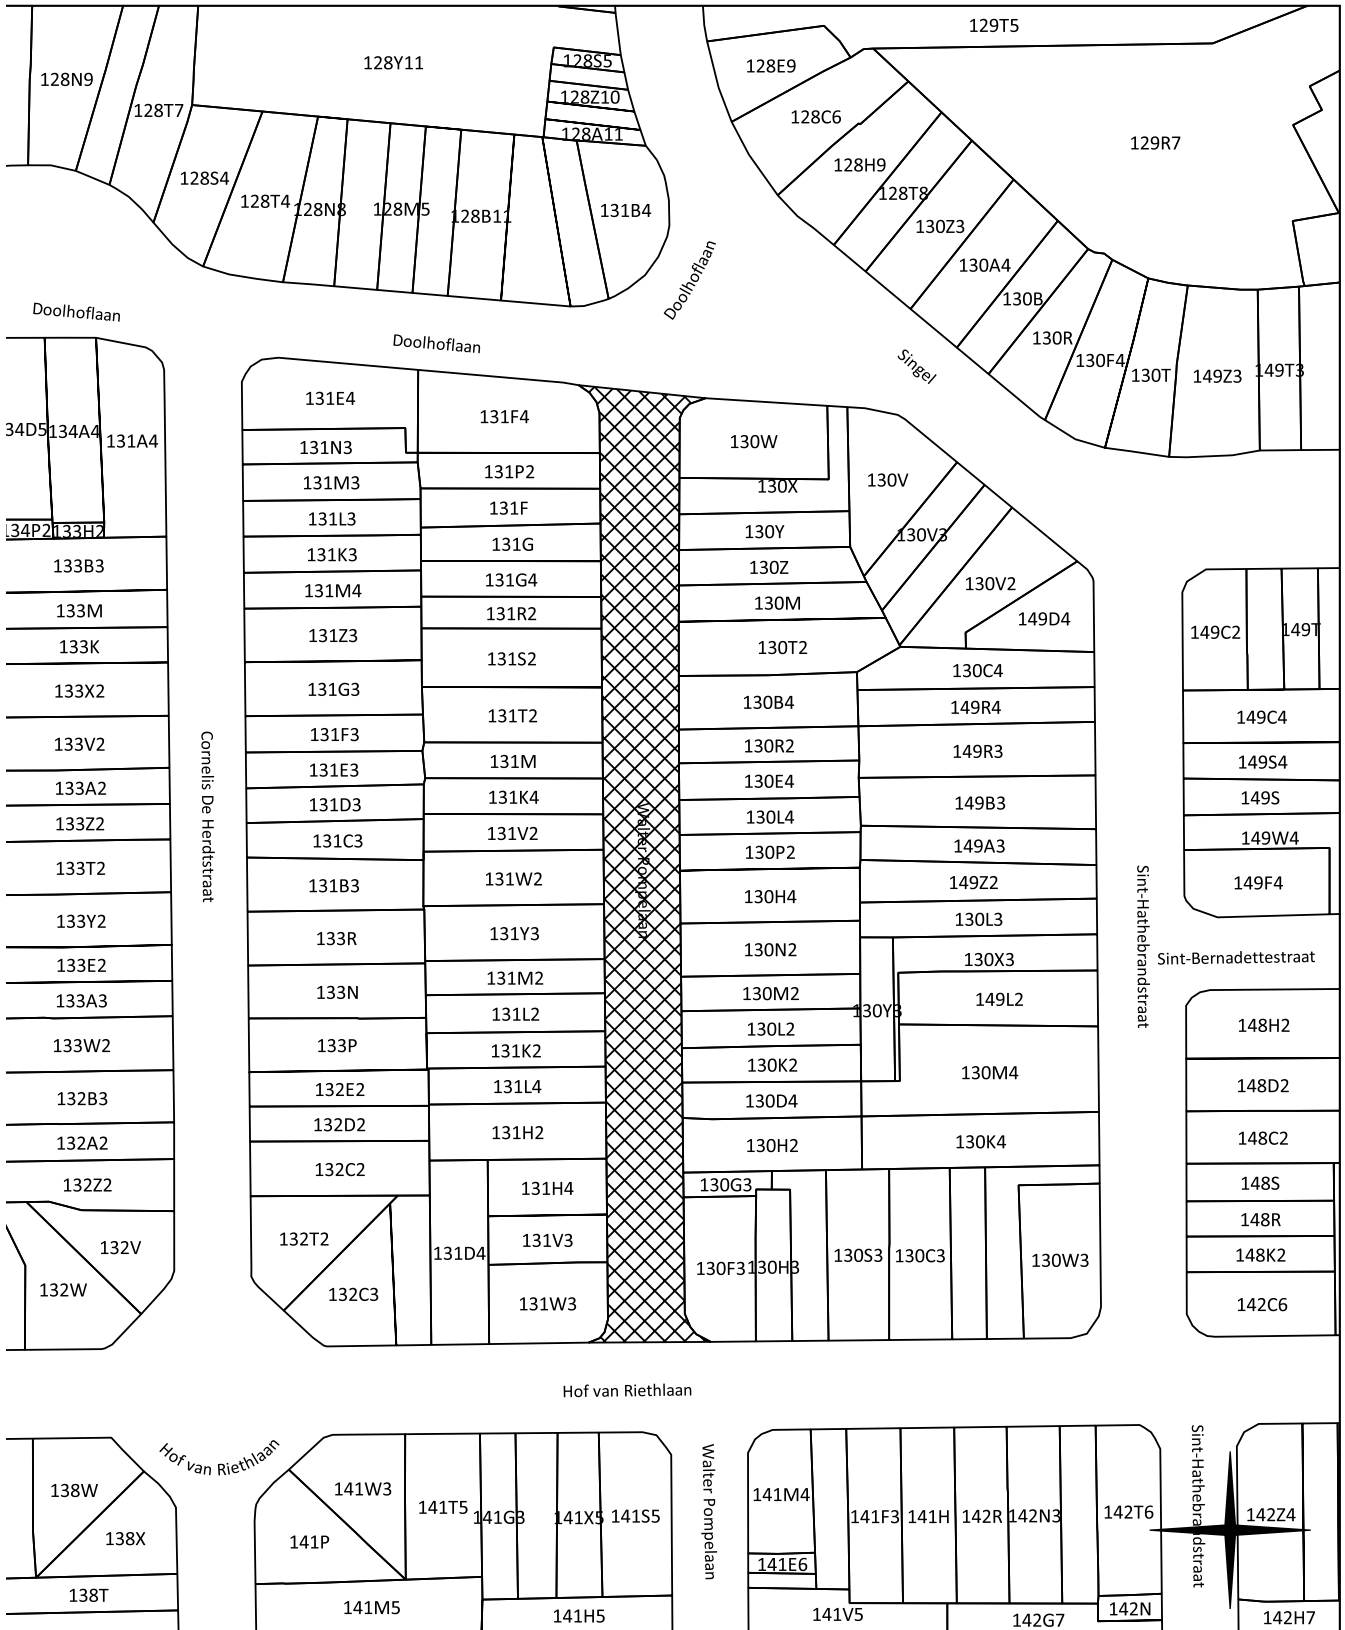 129T5
128Y11
128S5
128E9
128N9
128Z10
128T7
128C6
128A11
129R7
128H9
128S4
128T8
128T4
128N8
128M5
128B11
131B4
130Z3
Doolhoflaan
130A4
130B
Doolhoflaan
Doolhoflaan
130R
Singel
130F4
130T
149Z3
149T3
131E4
131F4
34D5
134A4
131A4
130W
131N3
131P2
130V
131M3
130X
131F
134P2
133H2
131L3
130Y
130V3
131G
131K3
133B3
130Z
131G4
130V2
131M4
130M
133M
131R2
149D4
131Z3
149C2
149T
133K
130T2
131S2
130C4
133X2
131G3
130B4
149R4
131T2
149C4
131F3
133V2
130R2
149R3
131M
149S4
131E3
130E4
133A2
131K4
149S
131D3
149B3
130L4
133Z2
131V2
Cornelis De Herdtstraat
Walter Pompelaan
131C3
149W4
149A3
130P2
133T2
131W2
131B3
149Z2
149F4
130H4
133Y2
130L3
131Y3
133R
130N2
Sint-Hathebrandstraat
Sint-Bernadettestraat
130X3
133E2
131M2
133N
130M2
133A3
149L2
131L2
130Y3
148H2
130L2
133W2
133P
131K2
130K2
130M4
131L4
132E2
148D2
133B3
130D4
132D2
131H2
148C2
132A2
130H2
130K4
132C2
132Z2
130G3
131H4
148S
148R
132T2
131V3
132V
131D4
130S3
130C3
148K2
130F3
130H3
130W3
132W
132C3
131W3
142C6
Hof van Riethlaan
Hof van Riethlaan
Walter Pompelaan
Sint-Hathebrandstraat
138W
141W3
141M4
141T5
141G3
141X5
141S5
141F3
141H
142R
142N3
142T6
142Z4
138X
141P
141E6
138T
141M5
141H5
141V5
142G7
142N
142H7